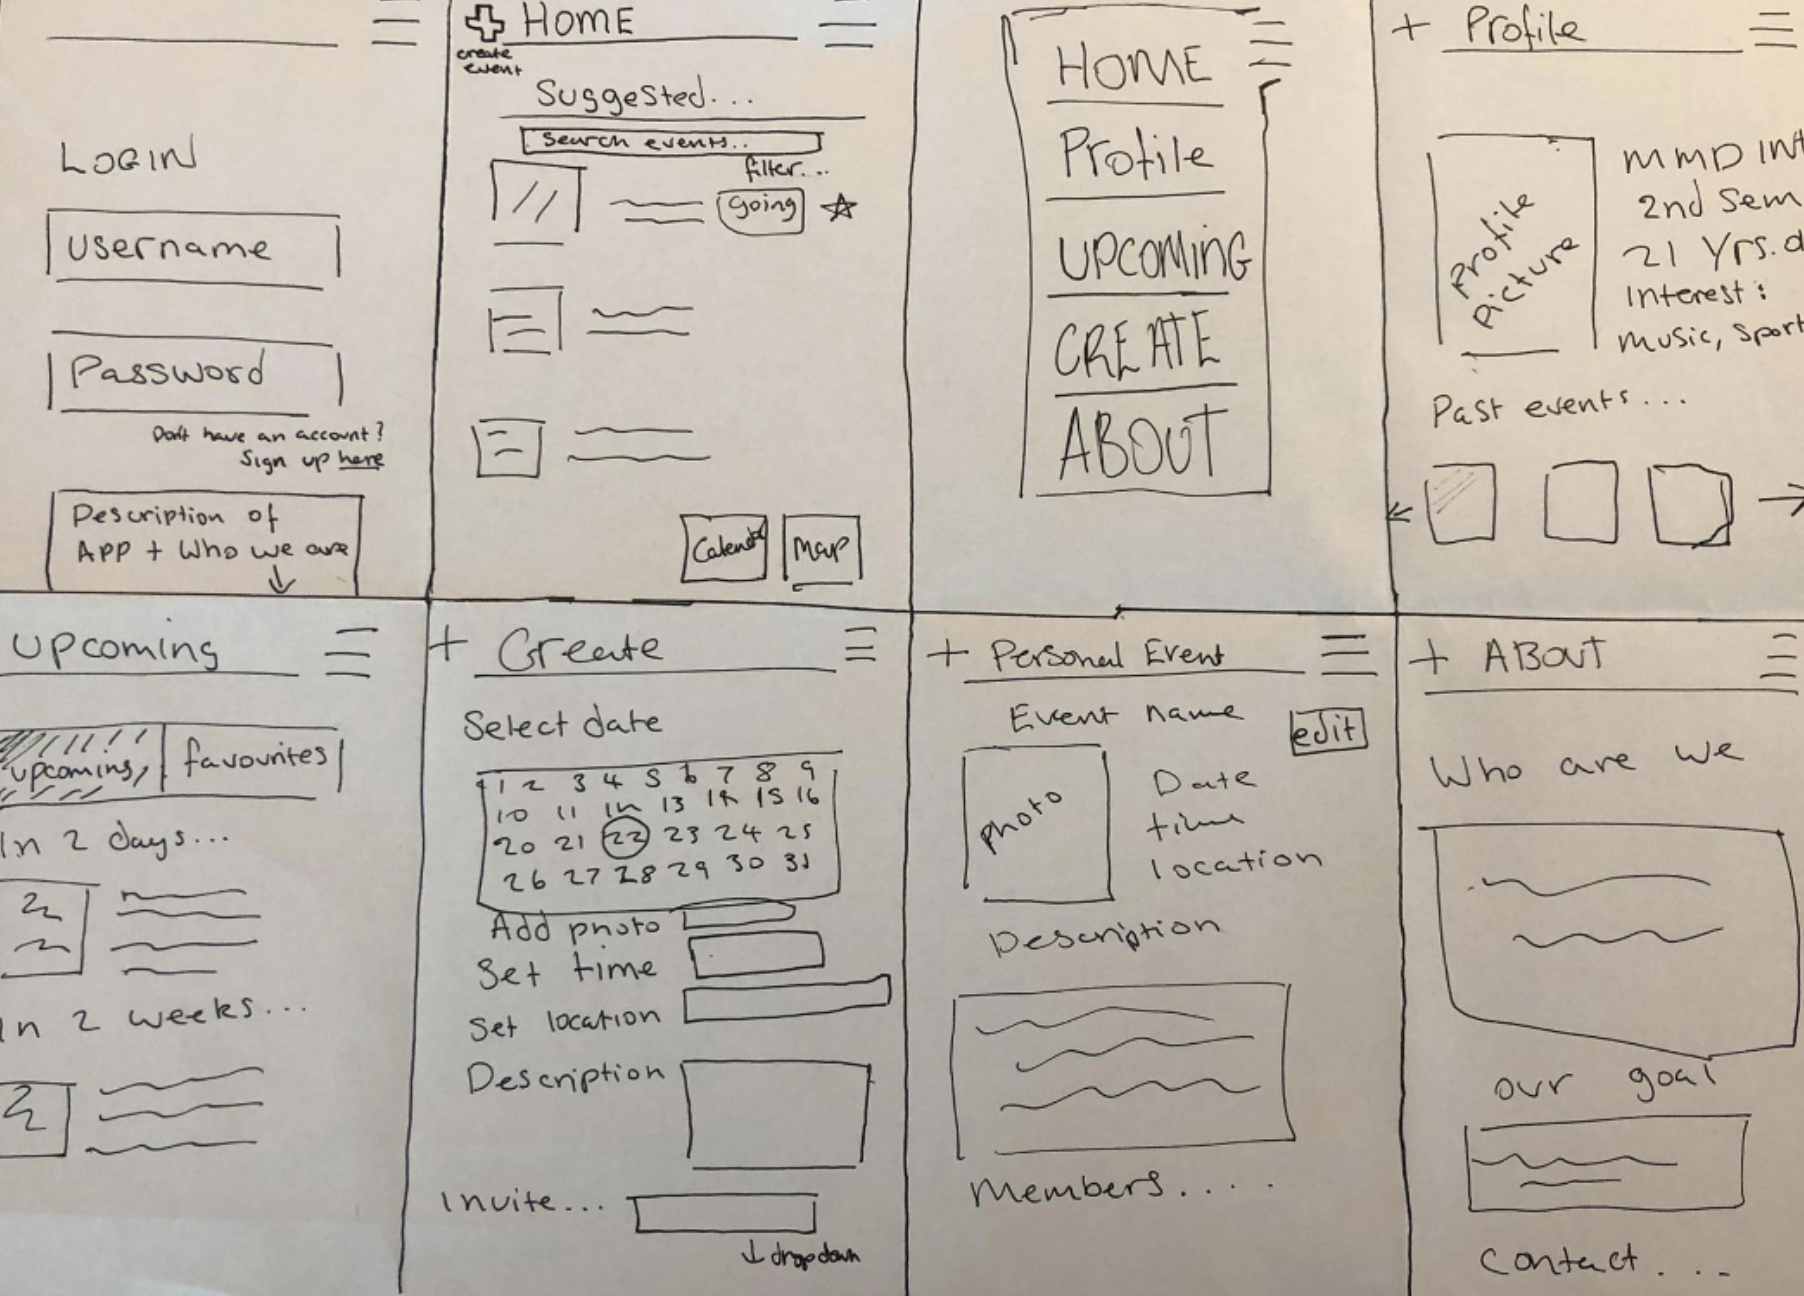 LOGIN
username
Password
Don't have an account?
Sign up here
Description of
APP + Who we are
HOME
create
event
Suggested...
Search events..
filter...
going
Map
HOME
Profile
UPCOMING
CREATE
ABOUT
+ Profile
Profile
Picture
MMD INt
2nd Sem
21 Yrs. o
Interest:
Music, Sport
Past events...
upcoming
upcoming,
favourites
In 2 days...
In 2 weeks...
+ Create
Select date
1 2 3 4 5 6 7 8 9
10 11 12 13 14 15 16
20 21 22 23 24 25
26 27 28 29 30 31
Add photo
Set time
Set location
Description
Invite...
dropdown
+ Personal Event
Event name
edit
photo
Date
time
location
Description
Members....
+ ABOUT
Who are we
our goal
Contact....